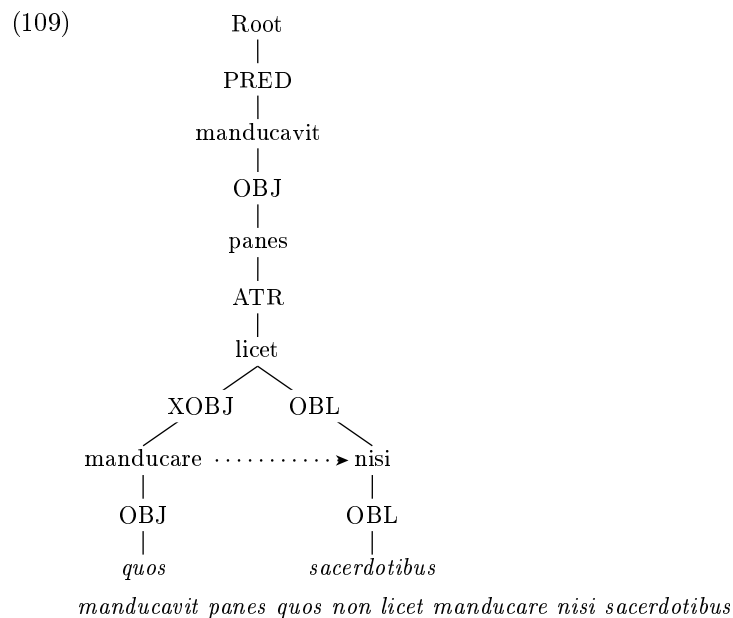 (109) Root
PRED
manducavit
OBJ
panes
ATR
licet
XOBJ OBL
manducare nisi
OBJ OBL
quos sacerdotibus
manducavit panes quos non licet manducare nisi sacerdotibus